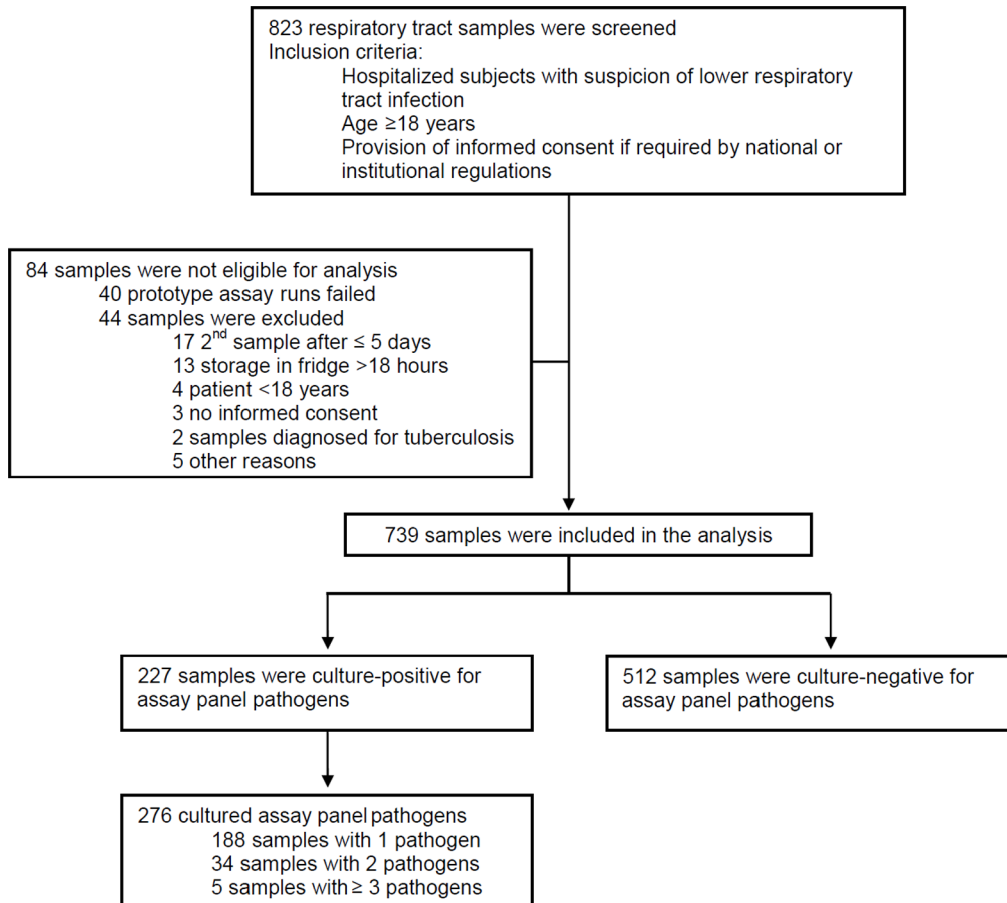 823 respiratory tract samples were screened
Inclusion criteria:
Hospitalized subjects with suspicion of lower respiratory
tract infection
Age ≥18 years
Provision of informed consent if required by national or
institutional regulations
84 samples were not eligible for analysis
40 prototype assay runs failed
44 samples were excluded
17 2nd sample after ≤ 5 days
13 storage in fridge >18 hours
4 patient <18 years
3 no informed consent
2 samples diagnosed for tuberculosis
5 other reasons
739 samples were included in the analysis
227 samples were culture-positive for
assay panel pathogens
512 samples were culture-negative for
assay panel pathogens
276 cultured assay panel pathogens
188 samples with 1 pathogen
34 samples with 2 pathogens
5 samples with ≥ 3 pathogens